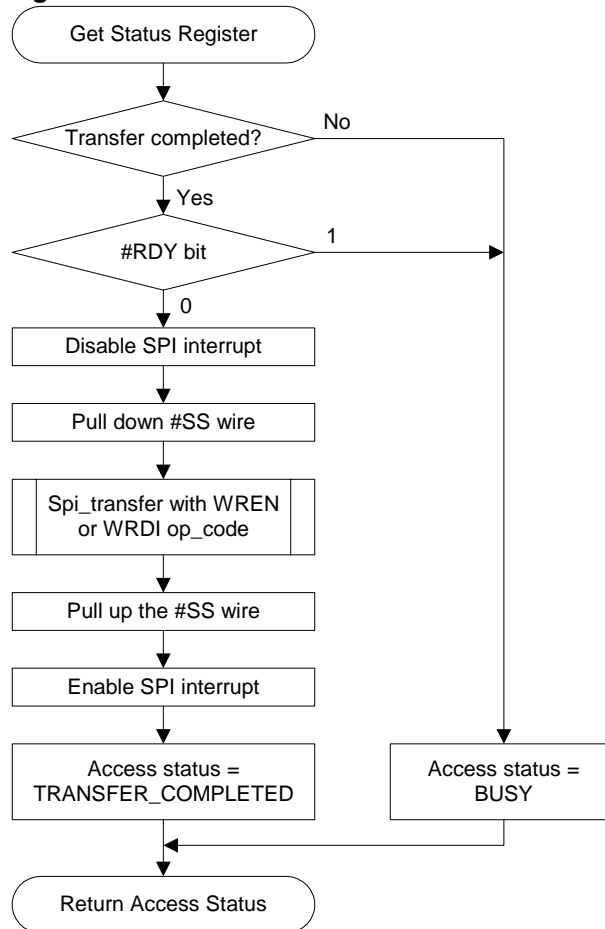 Get Status Register
Transfer completed?
No
Yes
#RDY bit
1
0
Disable SPI interrupt
Pull down #SS wire
Spi_transfer with WREN
or WRDI op_code
Pull up the #SS wire
Enable SPI interrupt
Access status =
TRANSFER_COMPLETED
Access status =
BUSY
Return Access Status